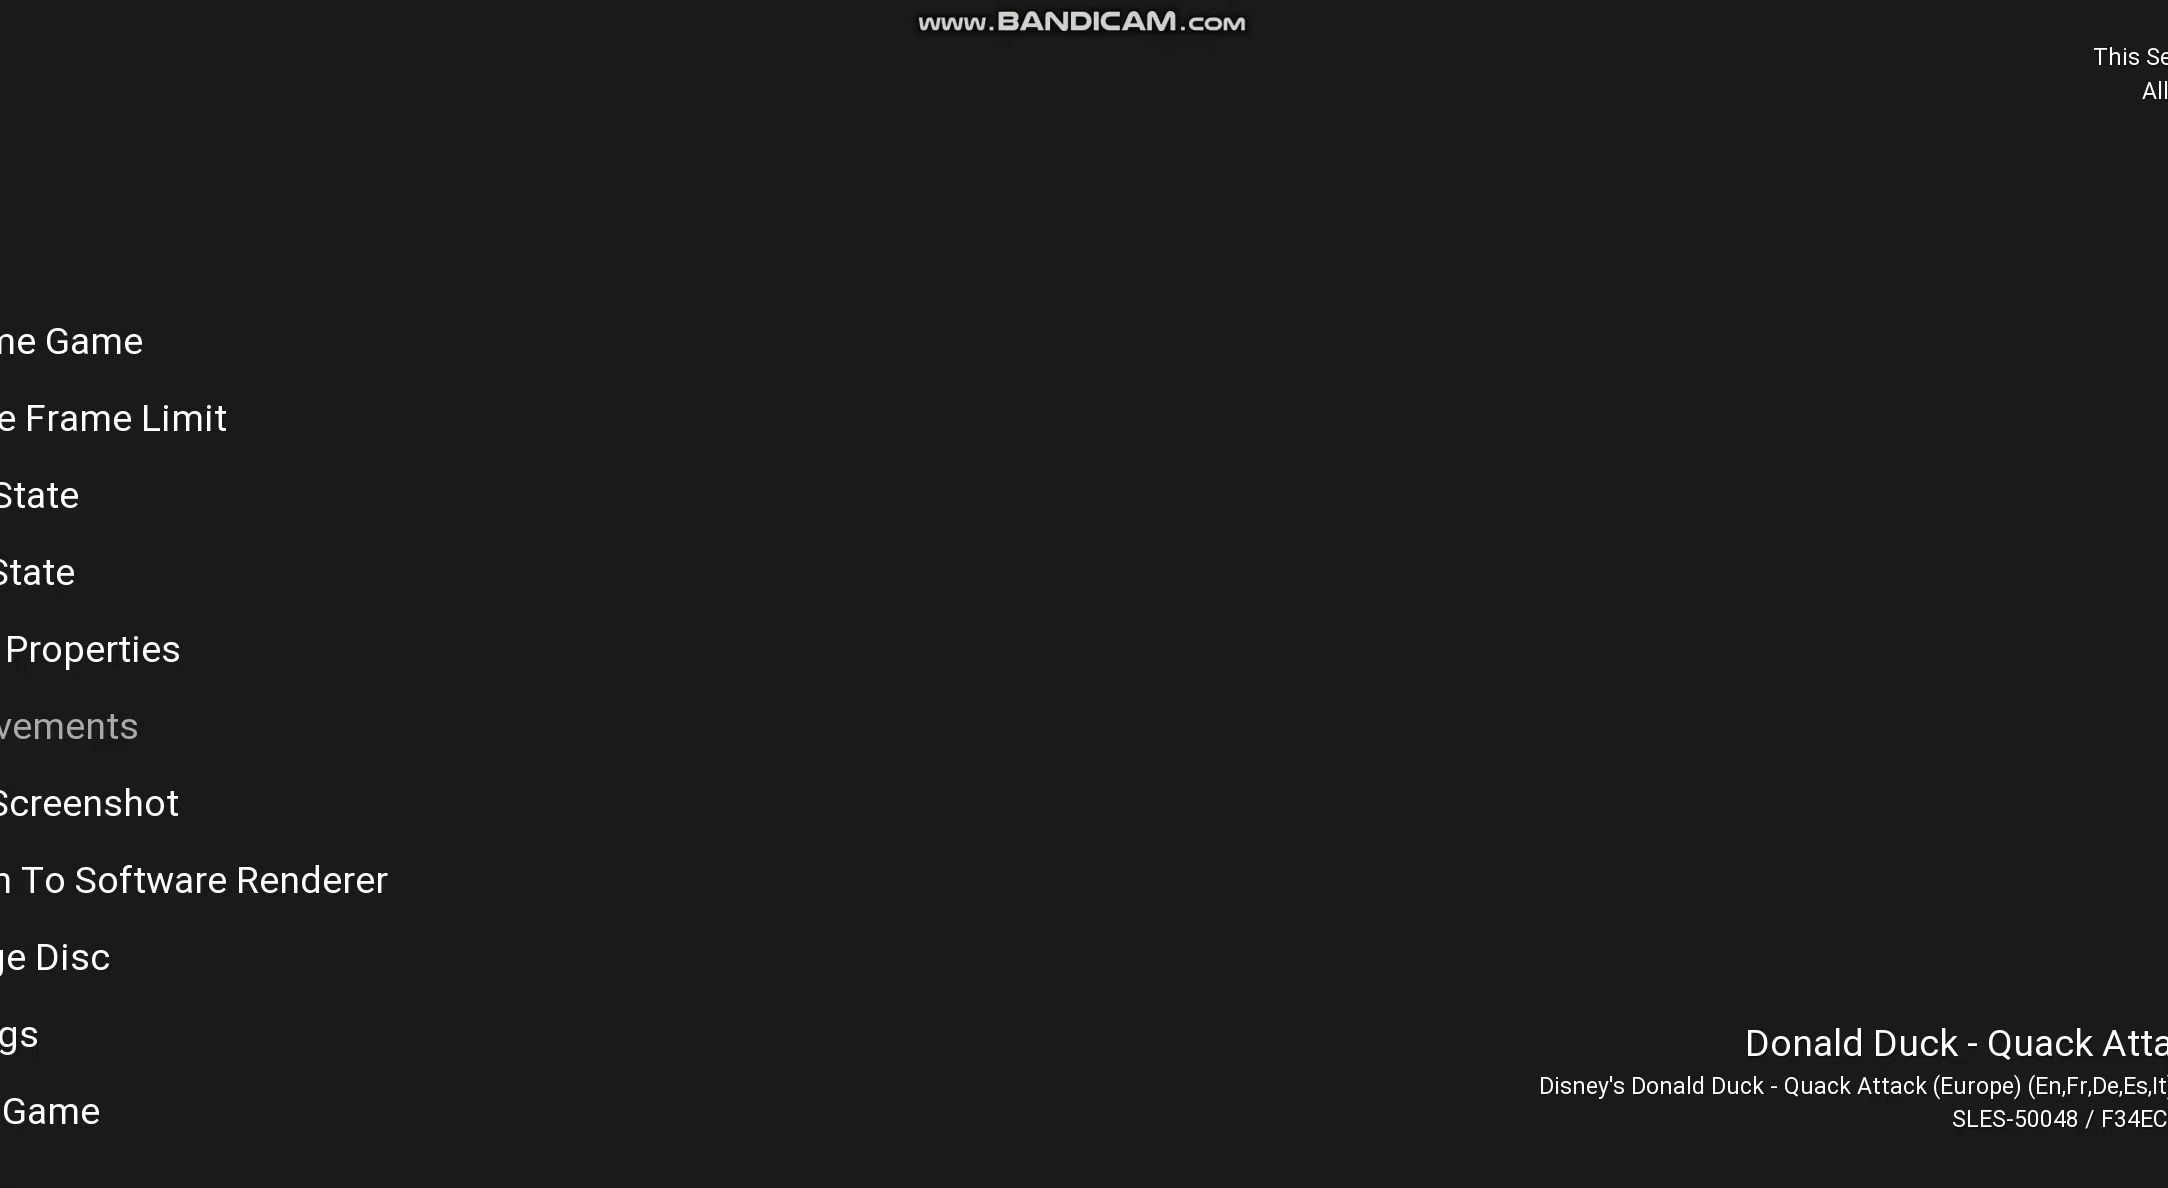 www.BANDICAM.com
This Se
All
me Game
e Frame Limit
State
State
Properties
vements
Screenshot
h To Software Renderer
ge Disc
gs
Game
Donald Duck - Quack Atta
Disney's Donald Duck - Quack Attack (Europe) (En,Fr,De,Es,It)
SLES-50048 / F34EC